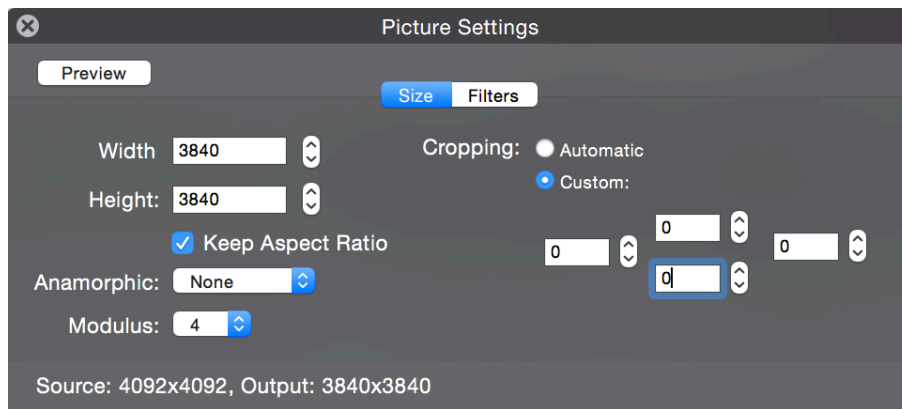 Picture Settings
Preview
Size Filters
Width 3840
Height: 3840
Keep Aspect Ratio
Anamorphic: None
Modulus: 4
Cropping: Automatic
Custom:
0
0 0
0
Source: 4092x4092, Output: 3840x3840